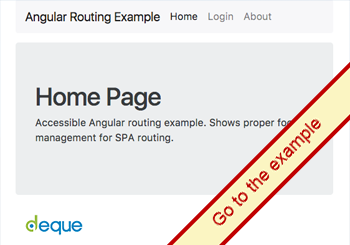 Angular Routing Example Home Login About
Home Page
Accessible Angular routing example. Shows proper
management for SPA routing.
Go to the example
deque